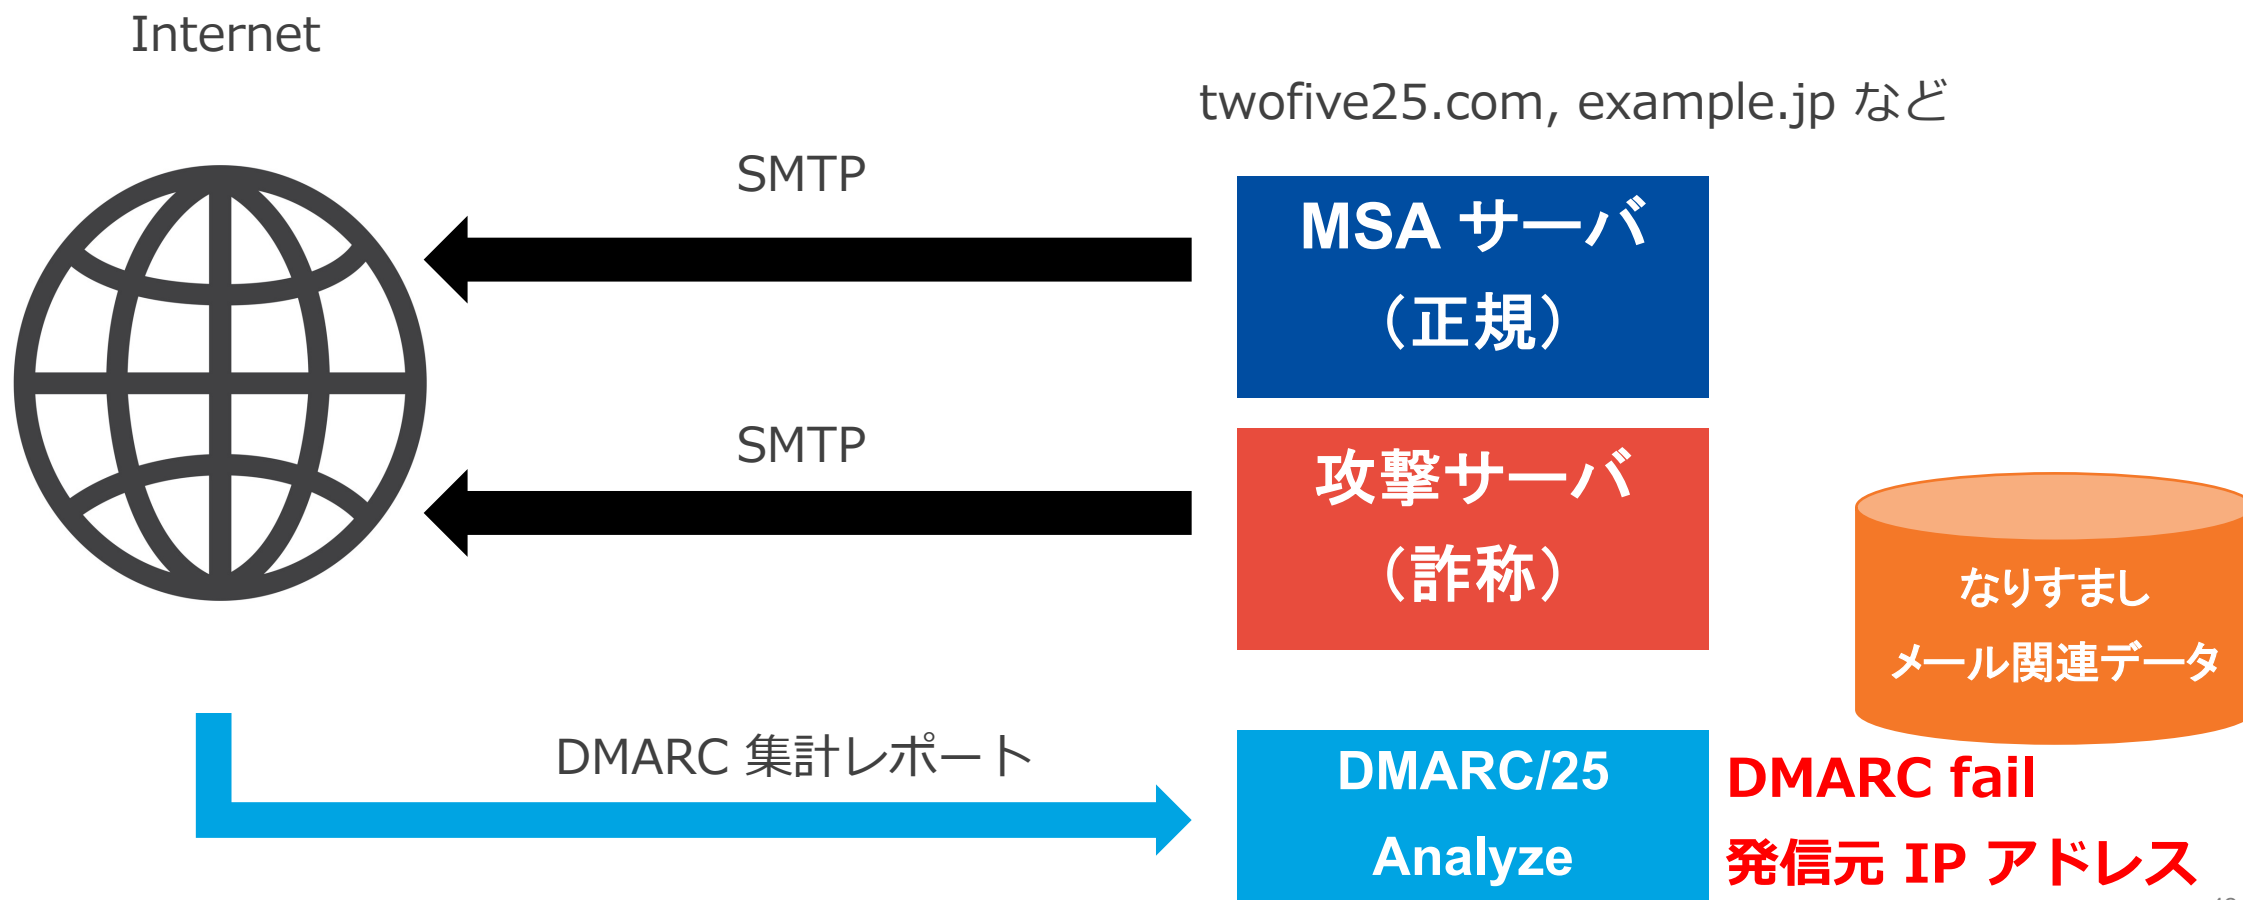 Internet
twofive25.com, example.jp など
SMTP
MSA サーバ
（正規）
SMTP
攻撃サーバ
（詐称）
なりすまし
メール関連データ
DMARC 集計レポート
DMARC/25
Analyze
DMARC fail
発信元 IP アドレス